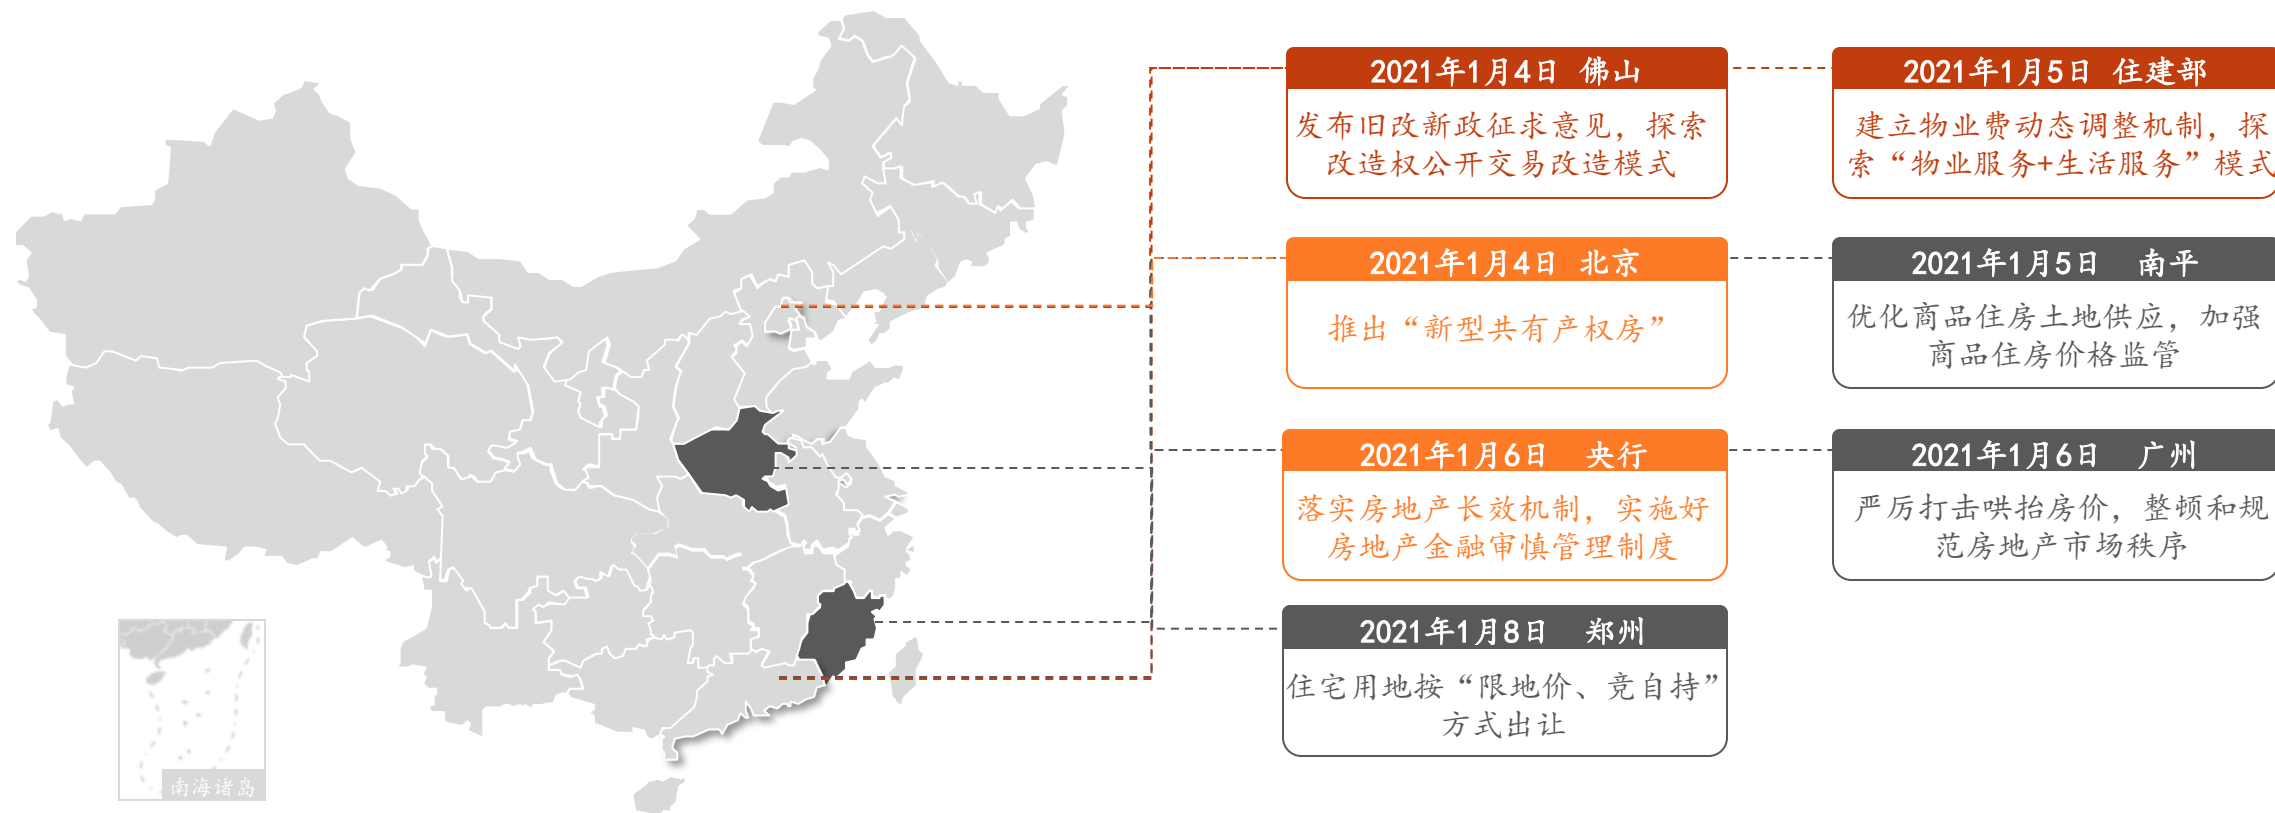 2021年1月4日 佛山
发布旧改新政征求意见，探索
改造权公开交易改造模式
2021年1月5日 住建部
建立物业费动态调整机制，探
索“物业服务+生活服务”模式
2021年1月4日 北京
推出“新型共有产权房”
2021年1月5日 南平
优化商品住房土地供应，加强
商品住房价格监管
2021年1月6日 央行
落实房地产长效机制，实施好
房地产金融审慎管理制度
2021年1月6日 广州
严厉打击哄抬房价，整顿和规
范房地产市场秩序
2021年1月8日 郑州
住宅用地按“限地价、竞自持”
方式出让
南海诸岛